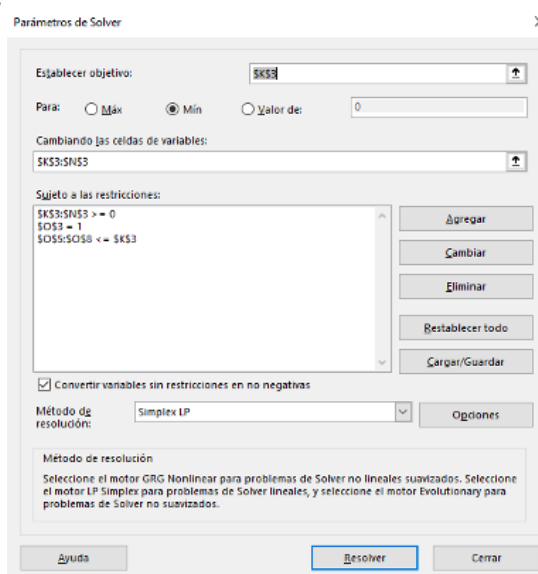 Parámetros de Solver
Establecer objetivo: $K$3
Para: Máx Mín Valor de: 0
Cambiando las celdas de variables:
$K$3:$N$3
Sujeto a las restricciones:
$K$3:$N$3 >= 0
$O$3 = 1
$O$5:$O$8 <= $K$3
Agregar
Cambiar
Eliminar
Restablecer todo
Cargar/Guardar
Convertir variables sin restricciones en no negativas
Método de resolución: Simplex LP Opciones
Método de resolución
Seleccione el motor GRG Nonlinear para problemas de Solver no lineales suavizados. Seleccione
el motor LP Simplex para problemas de Solver lineales, y seleccione el motor Evolutionary para
problemas de Solver no suavizados.
Ayuda Resolver Cerrar